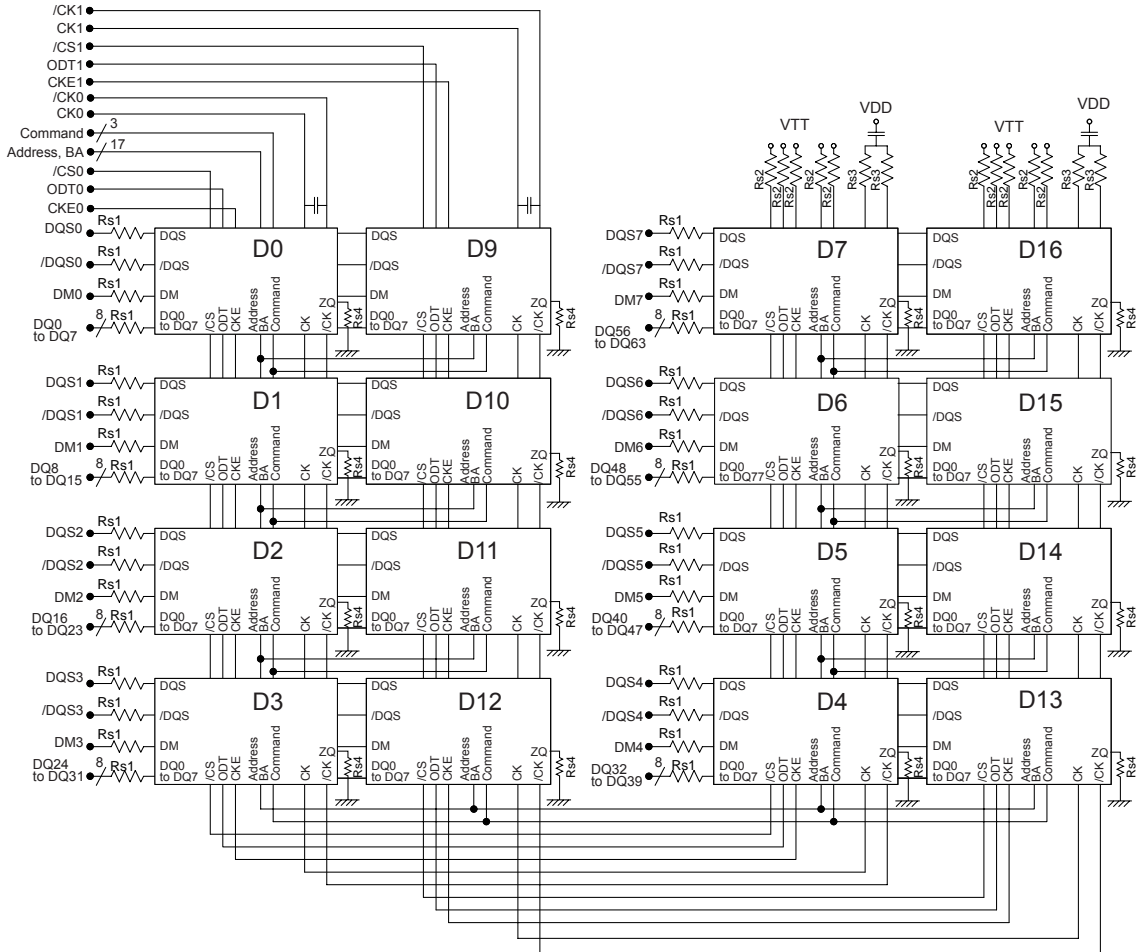 /CK1
CK1
/CS1
ODT1
CKE1
/CK0
CK0
Command 3
Address, BA 17
/CS0
ODT0
CKE0
VTT VDD VTT VDD
Rs2 Rs2 Rs2 Rs3 Rs3 Rs2 Rs2 Rs2 Rs3 Rs3
DQS0 Rs1 DQS D0 DQS D9
/DQS0 Rs1 /DQS /DQS
DM0 Rs1 DM DM
DQ0 to DQ7 8 Rs1 DQ0 to DQ7 /CS ODT CKE Address BA Command CK /CK ZQ Rs4 DQ0 to DQ7 /CS ODT CKE Address BA Command CK /CK ZQ Rs4
DQS7 Rs1 DQS D7 DQS D16
/DQS7 Rs1 /DQS /DQS
DM7 Rs1 DM DM
DQ56 to DQ63 8 Rs1 DQ0 to DQ7 /CS ODT CKE Address BA Command CK /CK ZQ Rs4 DQ0 to DQ7 /CS ODT CKE Address BA Command CK /CK ZQ Rs4
DQS1 Rs1 DQS D1 DQS D10
/DQS1 Rs1 /DQS /DQS
DM1 Rs1 DM DM
DQ8 to DQ15 8 Rs1 DQ0 to DQ7 /CS ODT CKE Address BA Command CK /CK ZQ Rs4 DQ0 to DQ7 /CS ODT CKE Address BA Command CK /CK ZQ Rs4
DQS6 Rs1 DQS D6 DQS D15
/DQS6 Rs1 /DQS /DQS
DM6 Rs1 DM DM
DQ48 to DQ55 8 Rs1 DQ0 to DQ77 /CS ODT CKE Address BA Command CK /CK ZQ Rs4 DQ0 to DQ7 /CS ODT CKE Address BA Command CK /CK ZQ Rs4
DQS2 Rs1 DQS D2 DQS D11
/DQS2 Rs1 /DQS /DQS
DM2 Rs1 DM DM
DQ16 to DQ23 8 Rs1 DQ0 to DQ7 /CS ODT CKE Address BA Command CK /CK ZQ Rs4 DQ0 to DQ7 /CS ODT CKE Address BA Command CK /CK ZQ Rs4
DQS5 Rs1 DQS D5 DQS D14
/DQS5 Rs1 /DQS /DQS
DM5 Rs1 DM DM
DQ40 to DQ47 8 Rs1 DQ0 to DQ7 /CS ODT CKE Address BA Command CK /CK ZQ Rs4 DQ0 to DQ7 /CS ODT CKE Address BA Command CK /CK ZQ Rs4
DQS3 Rs1 DQS D3 DQS D12
/DQS3 Rs1 /DQS /DQS
DM3 Rs1 DM DM
DQ24 to DQ31 8 Rs1 DQ0 to DQ7 /CS ODT CKE Address BA Command CK /CK ZQ Rs4 DQ0 to DQ7 /CS ODT CKE Address BA Command CK /CK ZQ Rs4
DQS4 Rs1 DQS D4 DQS D13
/DQS4 Rs1 /DQS /DQS
DM4 Rs1 DM DM
DQ32 to DQ39 8 Rs1 DQ0 to DQ7 /CS ODT CKE Address BA Command CK /CK ZQ Rs4 DQ0 to DQ7 /CS ODT CKE Address BA Command CK /CK ZQ Rs4